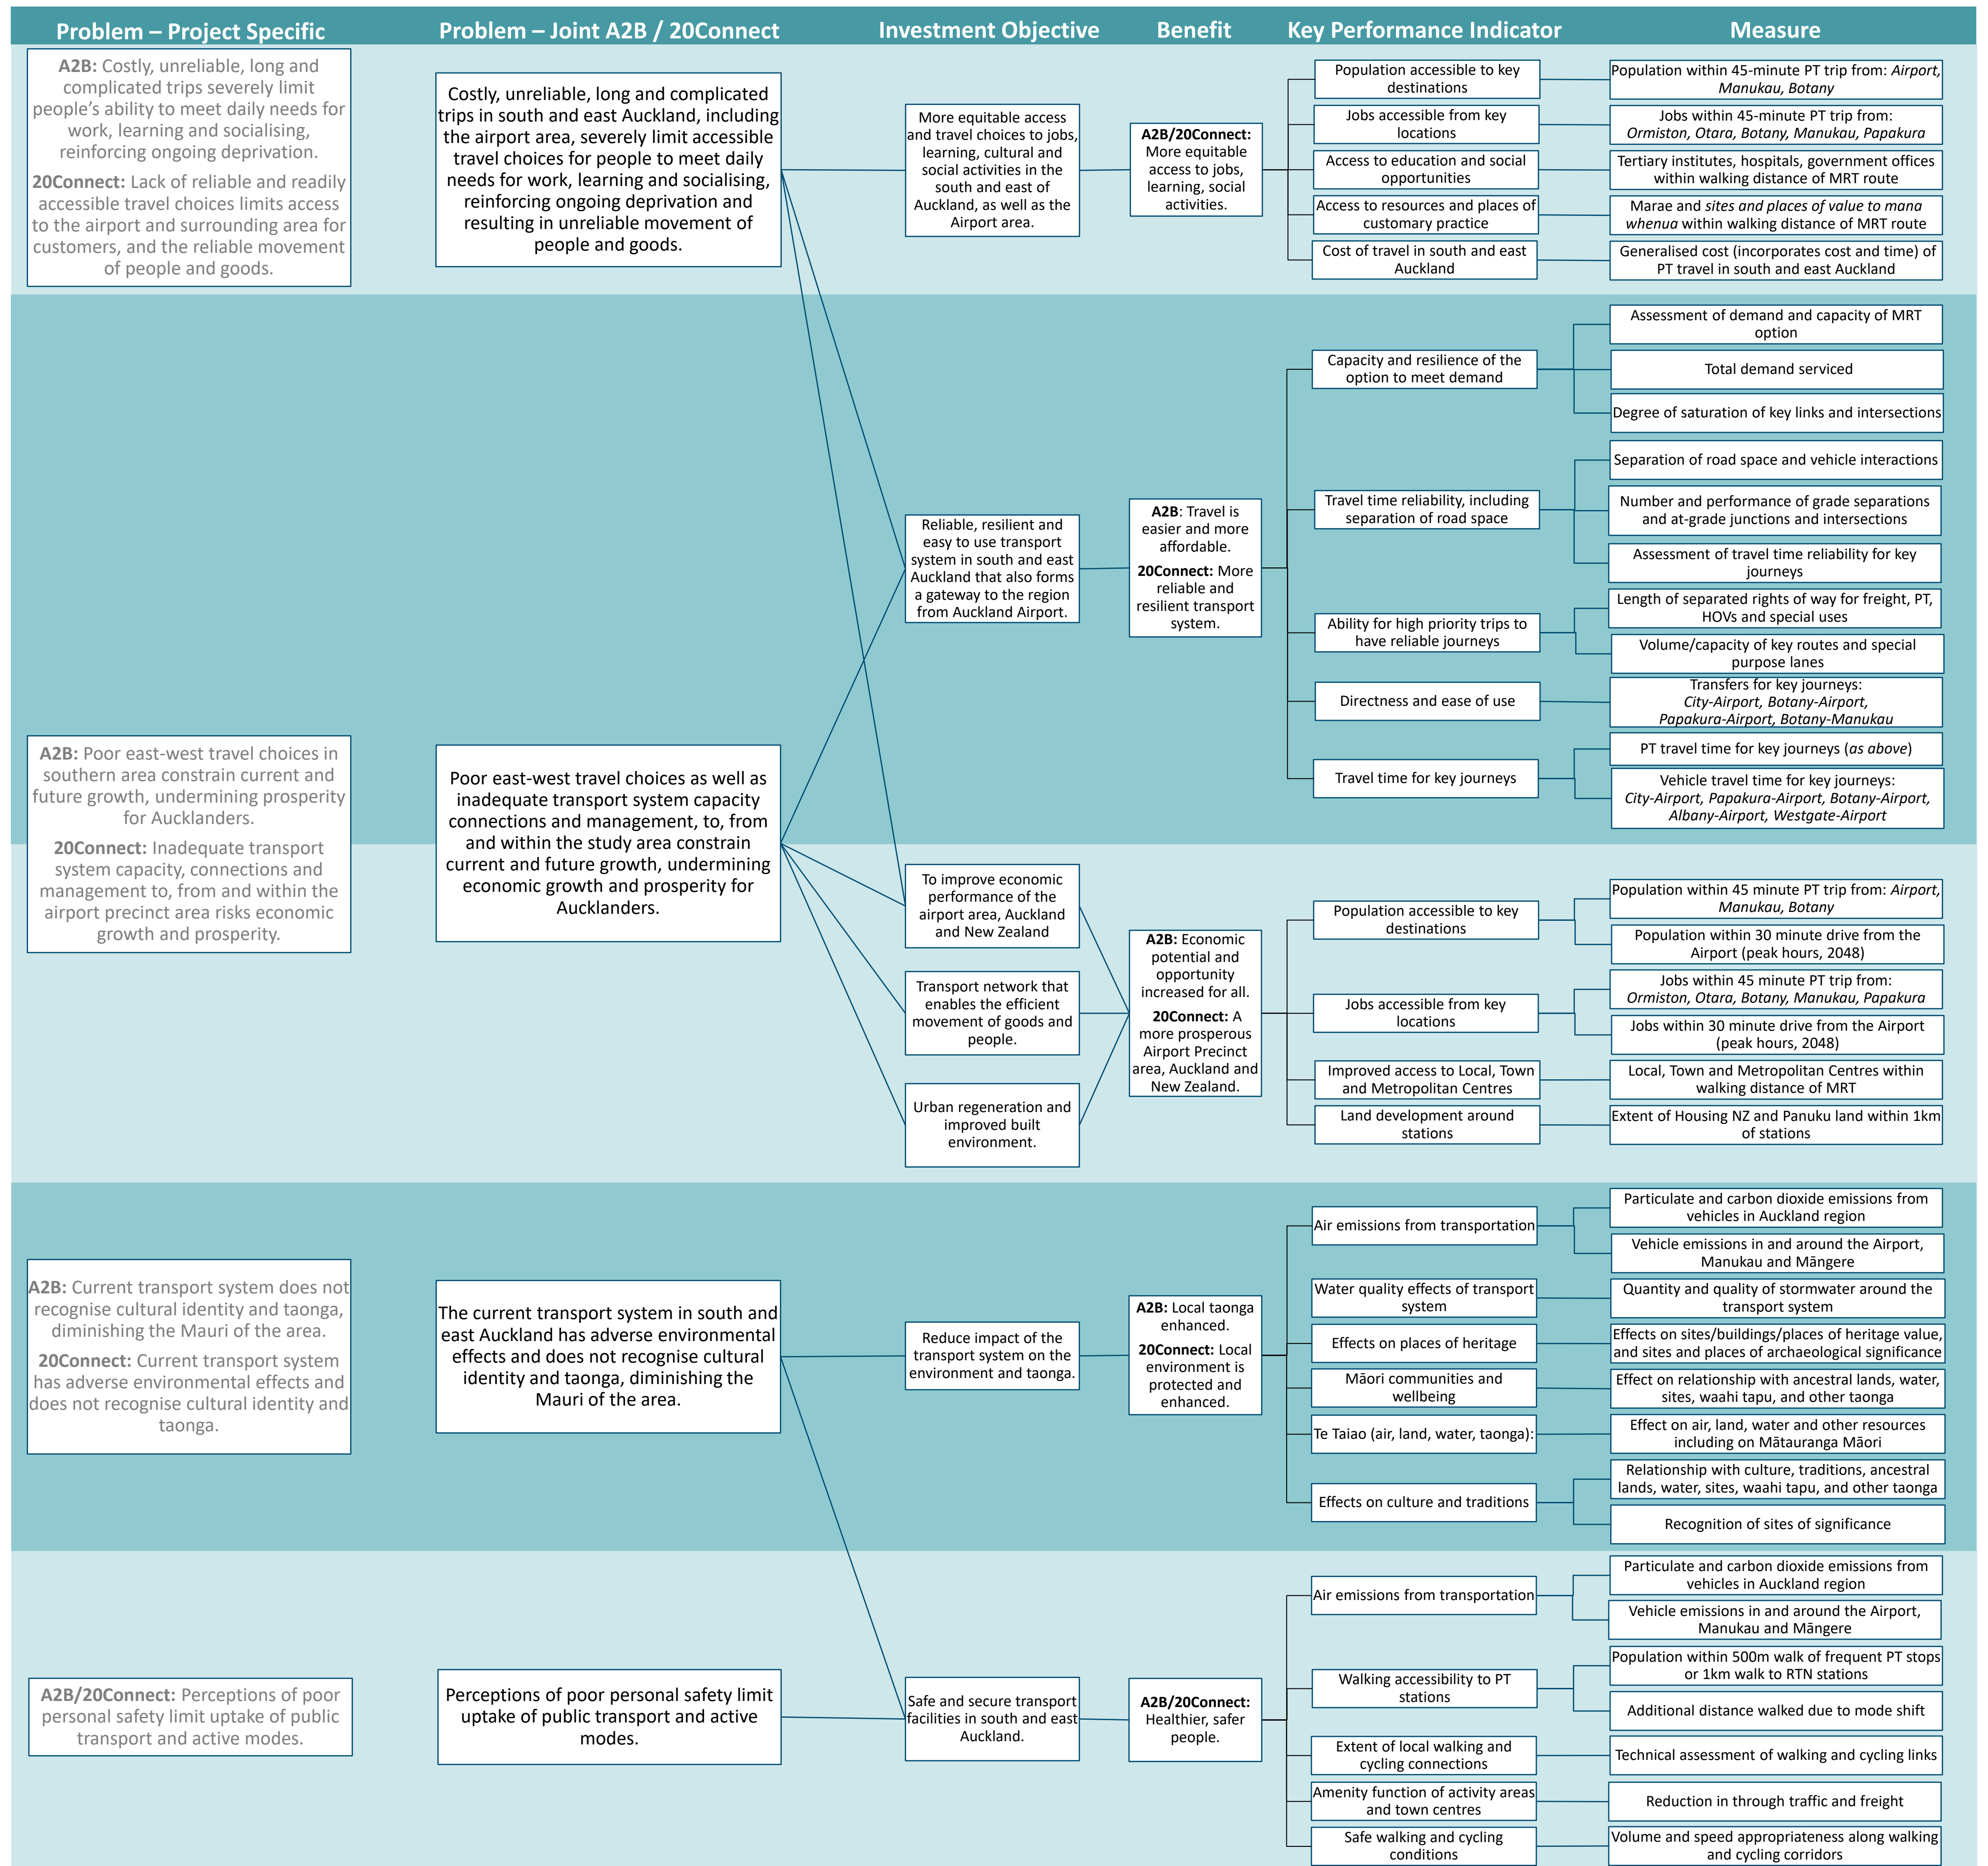 Problem – Project Specific
Problem – Joint A2B / 20Connect
Investment Objective
Benefit
Key Performance Indicator
Measure
A2B: Costly, unreliable, long and
complicated trips severely limit
people’s ability to meet daily needs for
work, learning and socialising,
reinforcing ongoing deprivation.
20Connect: Lack of reliable and readily
accessible travel choices limits access
to the airport and surrounding area for
customers, and the reliable movement
of people and goods.
Costly, unreliable, long and complicated
trips in south and east Auckland, including
the airport area, severely limit accessible
travel choices for people to meet daily
needs for work, learning and socialising,
reinforcing ongoing deprivation and
resulting in unreliable movement of
people and goods.
More equitable access
and travel choices to jobs,
learning, cultural and
social activities in the
south and east of
Auckland, as well as the
Airport area.
A2B/20Connect:
More equitable
access to jobs,
learning, social
activities.
Population accessible to key
destinations
Population within 45-minute PT trip from: Airport,
Manukau, Botany
Jobs accessible from key
locations
Jobs within 45-minute PT trip from:
Ormiston, Otara, Botany, Manukau, Papakura
Access to education and social
opportunities
Tertiary institutes, hospitals, government offices
within walking distance of MRT route
Access to resources and places of
customary practice
Marae and sites and places of value to mana
whenua within walking distance of MRT route
Cost of travel in south and east
Auckland
Generalised cost (incorporates cost and time) of
PT travel in south and east Auckland
A2B: Poor east-west travel choices in
southern area constrain current and
future growth, undermining prosperity
for Aucklanders.
20Connect: Inadequate transport
system capacity, connections and
management to, from and within the
airport precinct area risks economic
growth and prosperity.
Poor east-west travel choices as well as
inadequate transport system capacity
connections and management, to, from
and within the study area constrain
current and future growth, undermining
economic growth and prosperity for
Aucklanders.
Reliable, resilient and
easy to use transport
system in south and east
Auckland that also forms
a gateway to the region
from Auckland Airport.
A2B: Travel is
easier and more
affordable.
20Connect: More
reliable and
resilient transport
system.
Capacity and resilience of the
option to meet demand
Assessment of demand and capacity of MRT
option
Total demand serviced
Degree of saturation of key links and intersections
Travel time reliability, including
separation of road space
Separation of road space and vehicle interactions
Number and performance of grade separations
and at-grade junctions and intersections
Assessment of travel time reliability for key
journeys
Ability for high priority trips to
have reliable journeys
Length of separated rights of way for freight, PT,
HOVs and special uses
Volume/capacity of key routes and special
purpose lanes
Directness and ease of use
Transfers for key journeys:
City-Airport, Botany-Airport,
Papakura-Airport, Botany-Manukau
Travel time for key journeys
PT travel time for key journeys (as above)
Vehicle travel time for key journeys:
City-Airport, Papakura-Airport, Botany-Airport,
Albany-Airport, Westgate-Airport
To improve economic
performance of the
airport area, Auckland
and New Zealand
Transport network that
enables the efficient
movement of goods and
people.
Urban regeneration and
improved built
environment.
A2B: Economic
potential and
opportunity
increased for all.
20Connect: A
more prosperous
Airport Precinct
area, Auckland and
New Zealand.
Population accessible to key
destinations
Population within 45 minute PT trip from: Airport,
Manukau, Botany
Population within 30 minute drive from the
Airport (peak hours, 2048)
Jobs accessible from key
locations
Jobs within 45 minute PT trip from:
Ormiston, Otara, Botany, Manukau, Papakura
Jobs within 30 minute drive from the Airport
(peak hours, 2048)
Improved access to Local, Town
and Metropolitan Centres
Local, Town and Metropolitan Centres within
walking distance of MRT
Land development around
stations
Extent of Housing NZ and Panuku land within 1km
of stations
A2B: Current transport system does not
recognise cultural identity and taonga,
diminishing the Mauri of the area.
20Connect: Current transport system
has adverse environmental effects and
does not recognise cultural identity and
taonga.
The current transport system in south and
east Auckland has adverse environmental
effects and does not recognise cultural
identity and taonga, diminishing the
Mauri of the area.
Reduce impact of the
transport system on the
environment and taonga.
A2B: Local taonga
enhanced.
20Connect: Local
environment is
protected and
enhanced.
Air emissions from transportation
Particulate and carbon dioxide emissions from
vehicles in Auckland region
Vehicle emissions in and around the Airport,
Manukau and Māngere
Water quality effects of transport
system
Quantity and quality of stormwater around the
transport system
Effects on places of heritage
Effects on sites/buildings/places of heritage value,
and sites and places of archaeological significance
Māori communities and
wellbeing
Effect on relationship with ancestral lands, water,
sites, waahi tapu, and other taonga
Te Taiao (air, land, water, taonga):
Effect on air, land, water and other resources
including on Mātauranga Māori
Effects on culture and traditions
Relationship with culture, traditions, ancestral
lands, water, sites, waahi tapu, and other taonga
Recognition of sites of significance
A2B/20Connect: Perceptions of poor
personal safety limit uptake of public
transport and active modes.
Perceptions of poor personal safety limit
uptake of public transport and active
modes.
Safe and secure transport
facilities in south and east
Auckland.
A2B/20Connect:
Healthier, safer
people.
Air emissions from transportation
Particulate and carbon dioxide emissions from
vehicles in Auckland region
Vehicle emissions in and around the Airport,
Manukau and Māngere
Walking accessibility to PT
stations
Population within 500m walk of frequent PT stops
or 1km walk to RTN stations
Additional distance walked due to mode shift
Extent of local walking and
cycling connections
Technical assessment of walking and cycling links
Amenity function of activity areas
and town centres
Reduction in through traffic and freight
Safe walking and cycling
conditions
Volume and speed appropriateness along walking
and cycling corridors